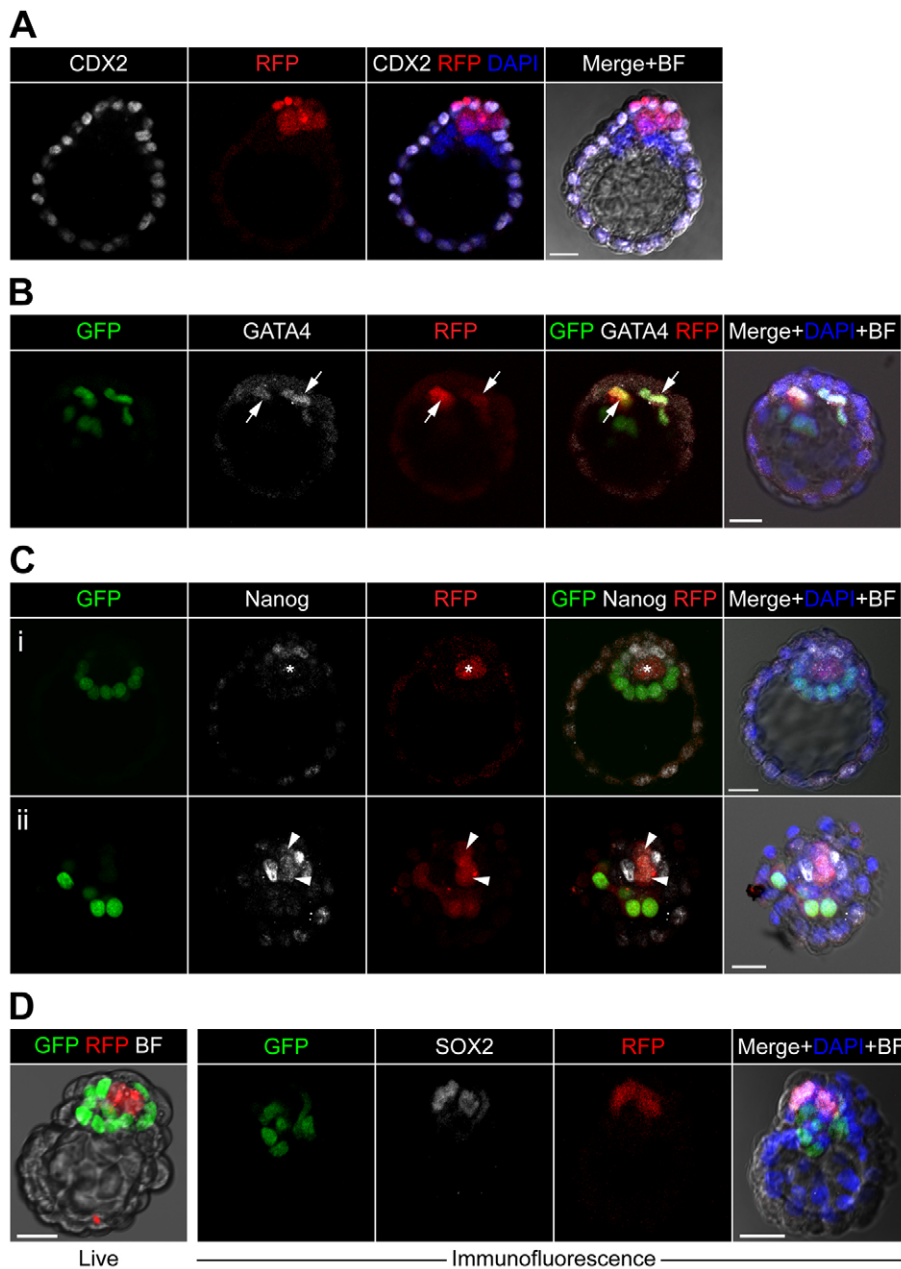 A
CDX2 RFP CDX2 RFP DAPI Merge+BF
B
GFP GATA4 RFP GFP GATA4 RFP Merge+DAPI+BF
C
GFP Nanog RFP GFP Nanog RFP Merge+DAPI+BF
i
* * *
ii
D
GFP RFP BF GFP SOX2 RFP Merge+DAPI+BF
Live Immunofluorescence